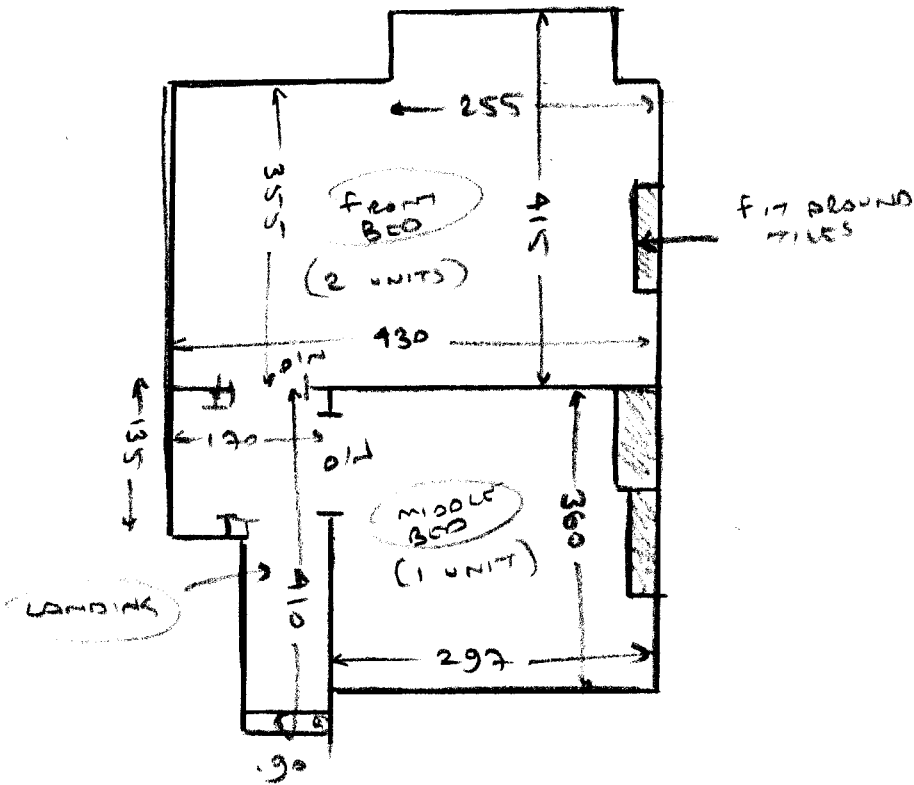 255
355
FRONT
BED
(2 UNITS)
415
FIT AROUND
TILES
430
D/N
135
170
D/N
MIDDLE
BED
(1 UNIT)
360
LANDING
410
297
.90